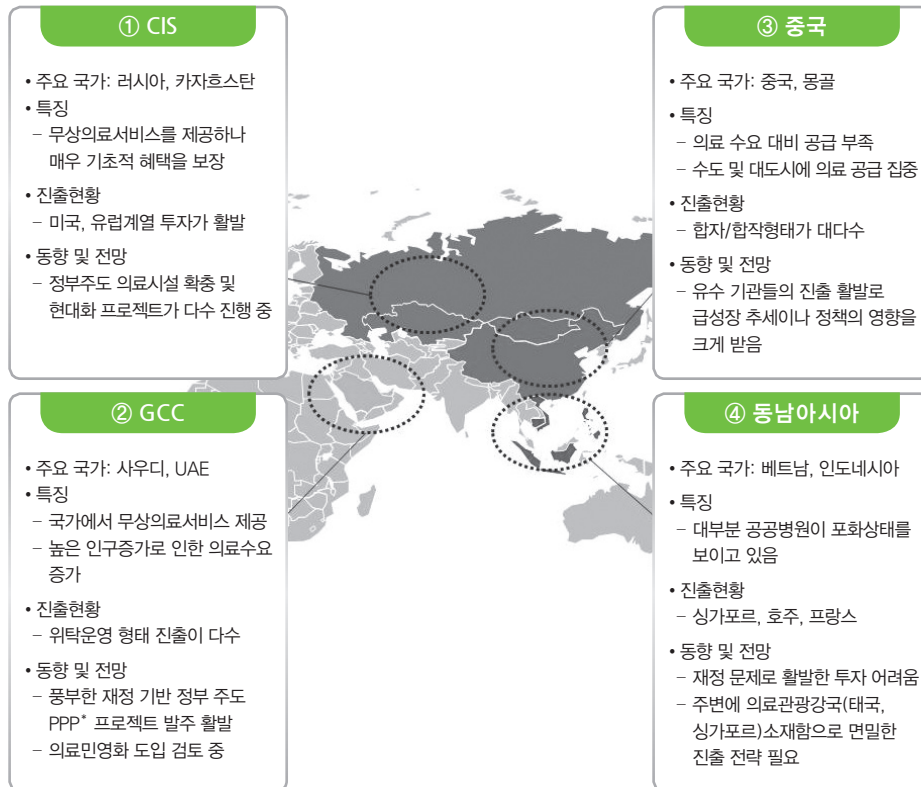 ① CIS
• 주요 국가: 러시아, 카자흐스탄
• 특징
– 무상의료서비스를 제공하나
매우 기초적 혜택을 보장
• 진출현황
– 미국, 유럽계열 투자가 활발
• 동향 및 전망
– 정부주도 의료시설 확충 및
현대화 프로젝트가 다수 진행 중
② GCC
• 주요 국가: 사우디, UAE
• 특징
– 국가에서 무상의료서비스 제공
– 높은 인구증가로 인한 의료수요
증가
• 진출현황
– 위탁운영 형태 진출이 다수
• 동향 및 전망
– 풍부한 재정 기반 정부 주도
PPP* 프로젝트 발주 활발
– 의료민영화 도입 검토 중
③ 중국
• 주요 국가: 중국, 몽골
• 특징
– 의료 수요 대비 공급 부족
– 수도 및 대도시에 의료 공급 집중
• 진출현황
– 합자/합작형태가 대다수
• 동향 및 전망
– 유수 기관들의 진출 활발로
급성장 추세이나 정책의 영향을
크게 받음
④ 동남아시아
• 주요 국가: 베트남, 인도네시아
• 특징
– 대부분 공공병원이 포화상태를
보이고 있음
• 진출현황
– 싱가포르, 호주, 프랑스
• 동향 및 전망
– 재정 문제로 활발한 투자 어려움
– 주변에 의료관광강국(태국,
싱가포르)소재함으로 면밀한
진출 전략 필요